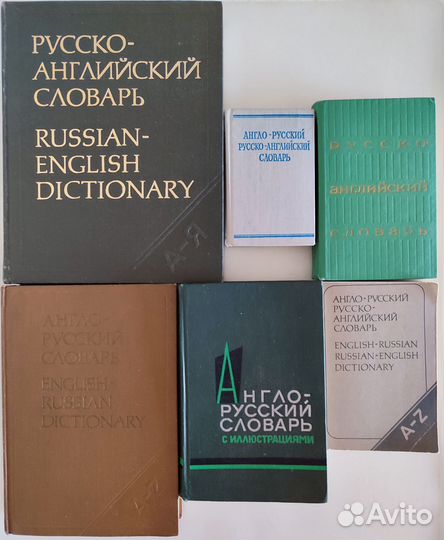 РУССКО-
АНГЛИЙСКИЙ
СЛОВАРЬ
RUSSIAN-
ENGLISH
DICTIONARY
А-Я
АНГЛО-РУССКИЙ
РУССКО-АНГЛИЙСКИЙ
СЛОВАРЬ
РУССКО
АНГЛИЙСКИЙ
СЛОВАРЬ
АНГЛО-
РУССКИЙ
СЛОВАРЬ
ENGLISH-
RUSSIAN
DICTIONARY
A-Z
АНГЛО-
РУССКИЙ
СЛОВАРЬ
С ИЛЛЮСТРАЦИЯМИ
АНГЛО-РУССКИЙ
РУССКО-
АНГЛИЙСКИЙ
СЛОВАРЬ
ENGLISH-RUSSIAN
RUSSIAN-ENGLISH
DICTIONARY
A-Z
Avito